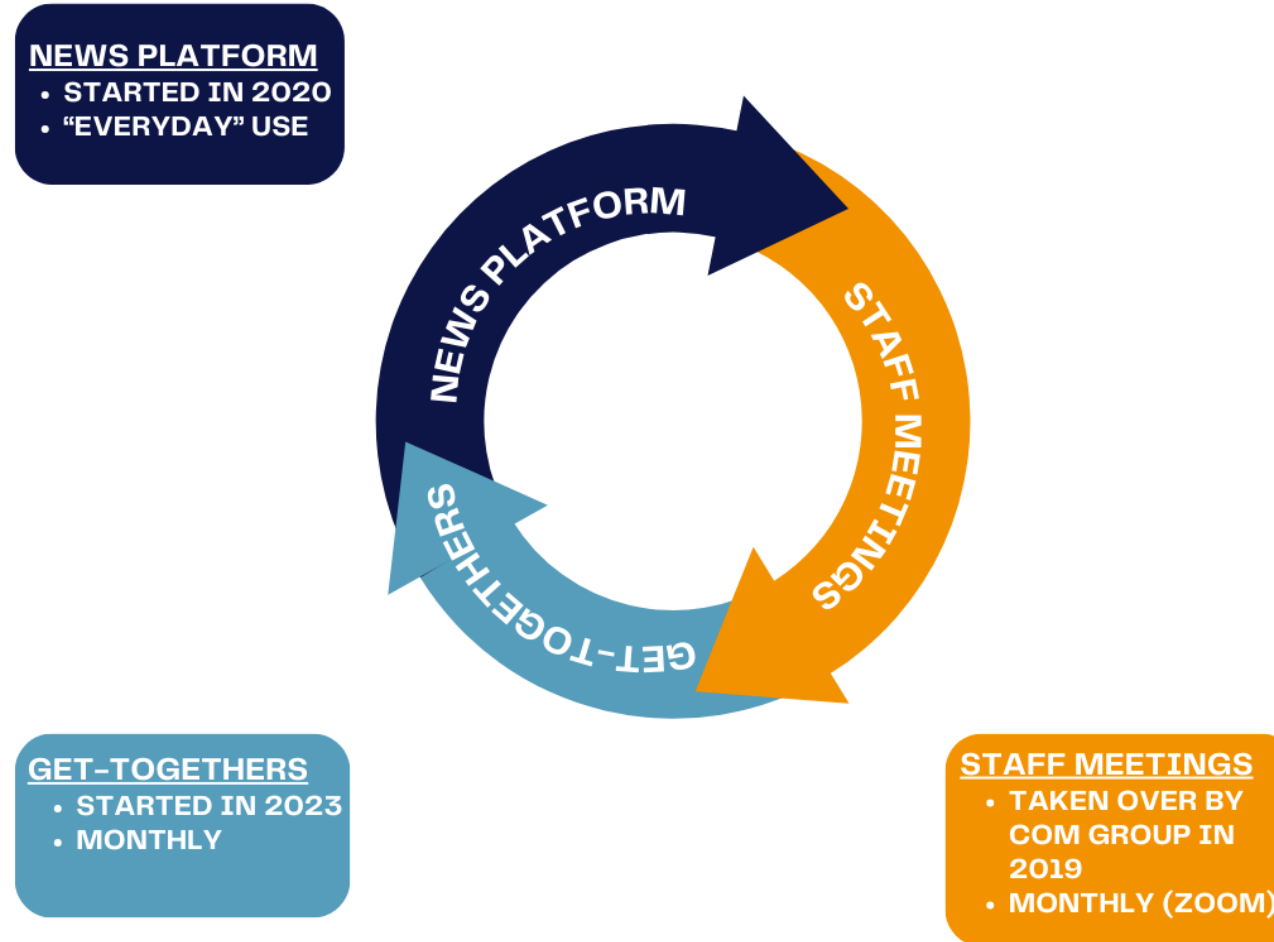 NEWS PLATFORM
• STARTED IN 2020
• “EVERYDAY” USE
NEWS PLATFORM
STAFF MEETINGS
GET-TOGETHERS
GET-TOGETHERS
• STARTED IN 2023
• MONTHLY
STAFF MEETINGS
• TAKEN OVER BY
COM GROUP IN
2019
• MONTHLY (ZOOM)